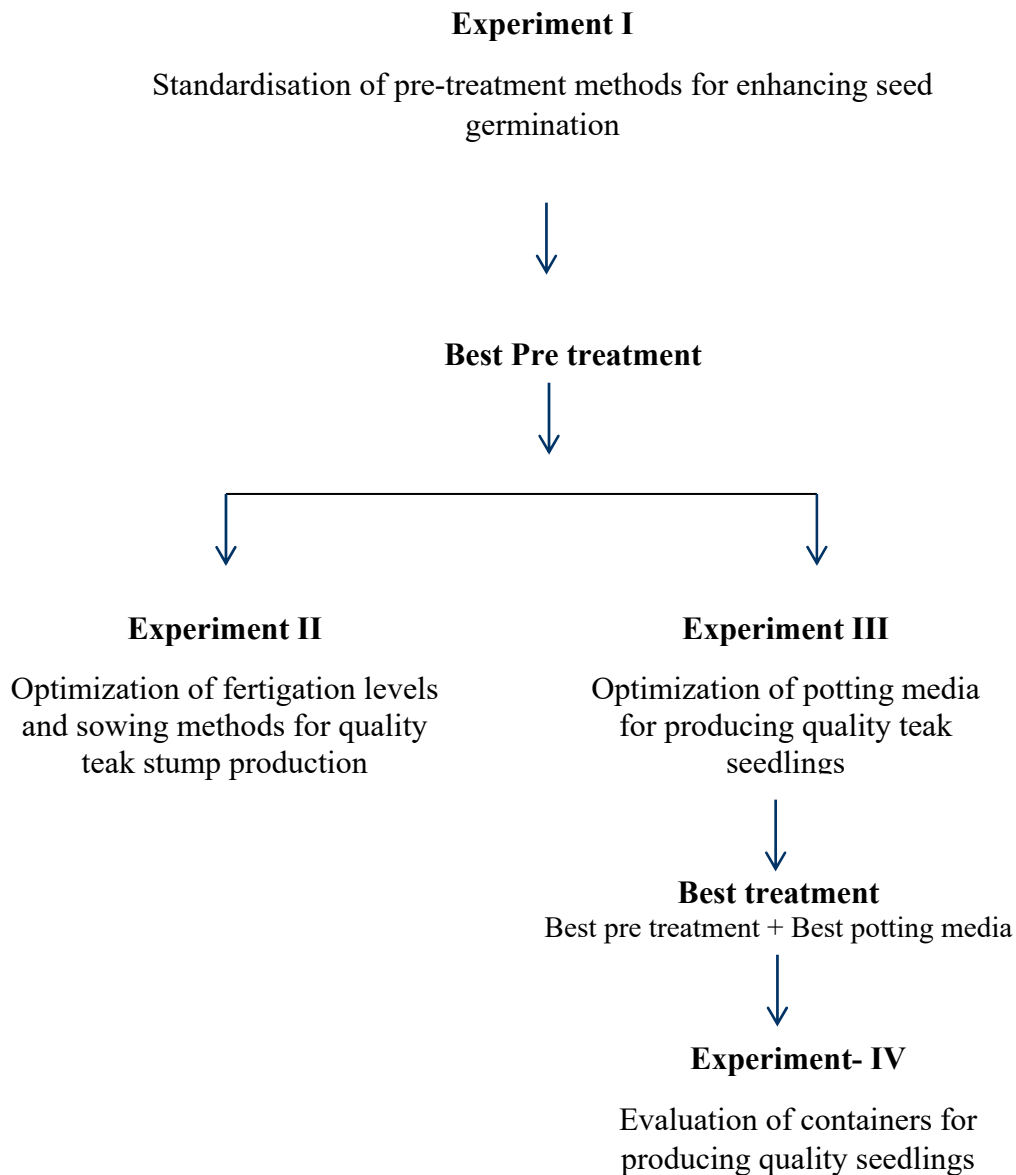 Experiment I
Standardisation of pre-treatment methods for enhancing seed
germination
Best Pre treatment
Experiment II
Optimization of fertigation levels
and sowing methods for quality
teak stump production
Experiment III
Optimization of potting media
for producing quality teak
seedlings
Best treatment
Best pre treatment + Best potting media
Experiment- IV
Evaluation of containers for
producing quality seedlings